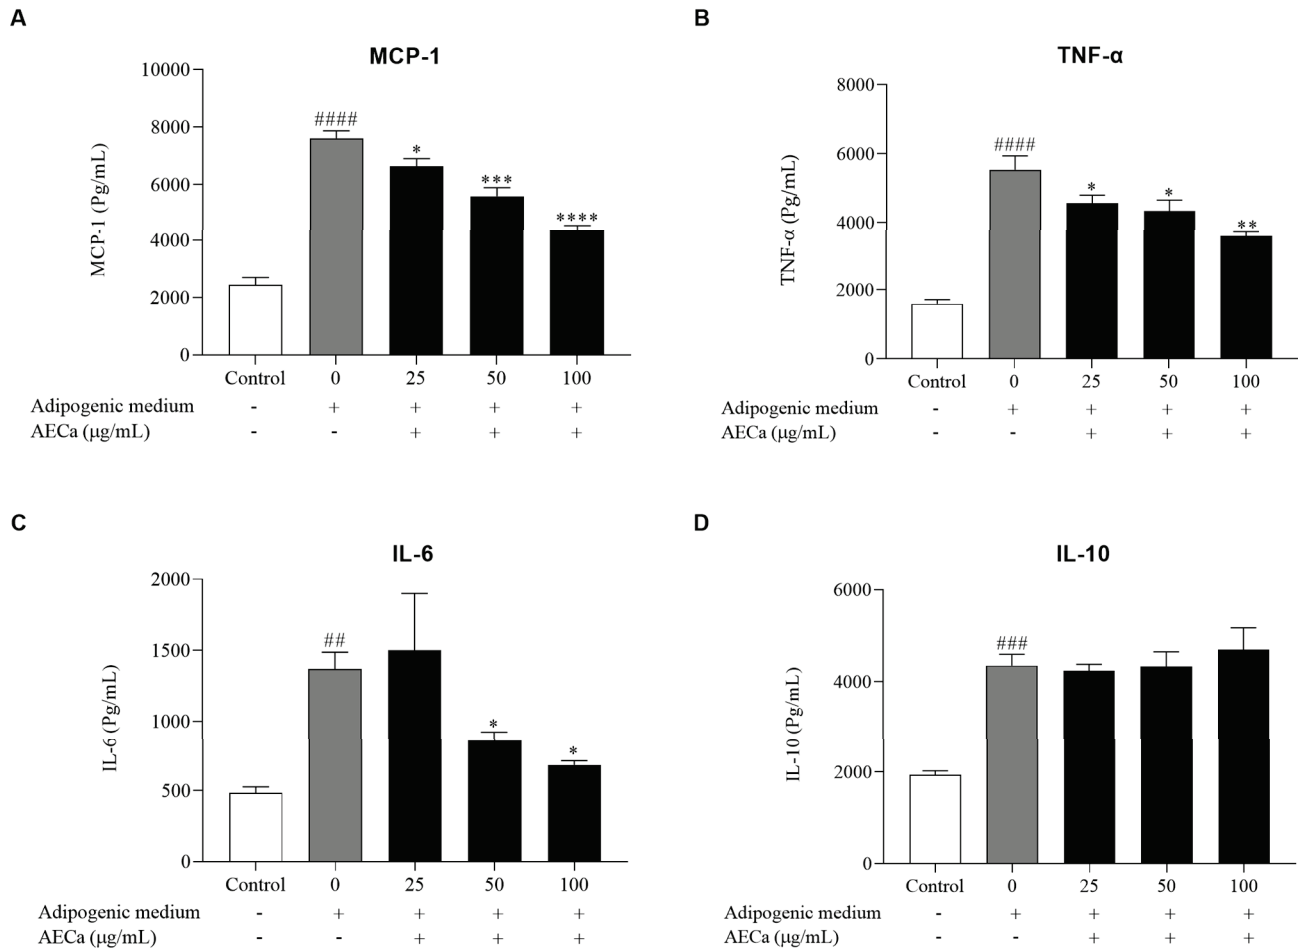 A
MCP-1
MCP-1 (Pg/mL)
10000
8000
6000
4000
2000
0
####
*
***
****
Control 0 25 50 100
Adipogenic medium - + + + +
AECa (μg/mL) - - + + +
B
TNF-α
TNF-α (Pg/mL)
8000
6000
4000
2000
0
####
*
*
**
Control 0 25 50 100
Adipogenic medium - + + + +
AECa (μg/mL) - - + + +
C
IL-6
IL-6 (Pg/mL)
2000
1500
1000
500
0
##
*
*
Control 0 25 50 100
Adipogenic medium - + + + +
AECa (μg/mL) - - + + +
D
IL-10
IL-10 (Pg/mL)
6000
4000
2000
0
###
Control 0 25 50 100
Adipogenic medium - + + + +
AECa (μg/mL) - - + + +